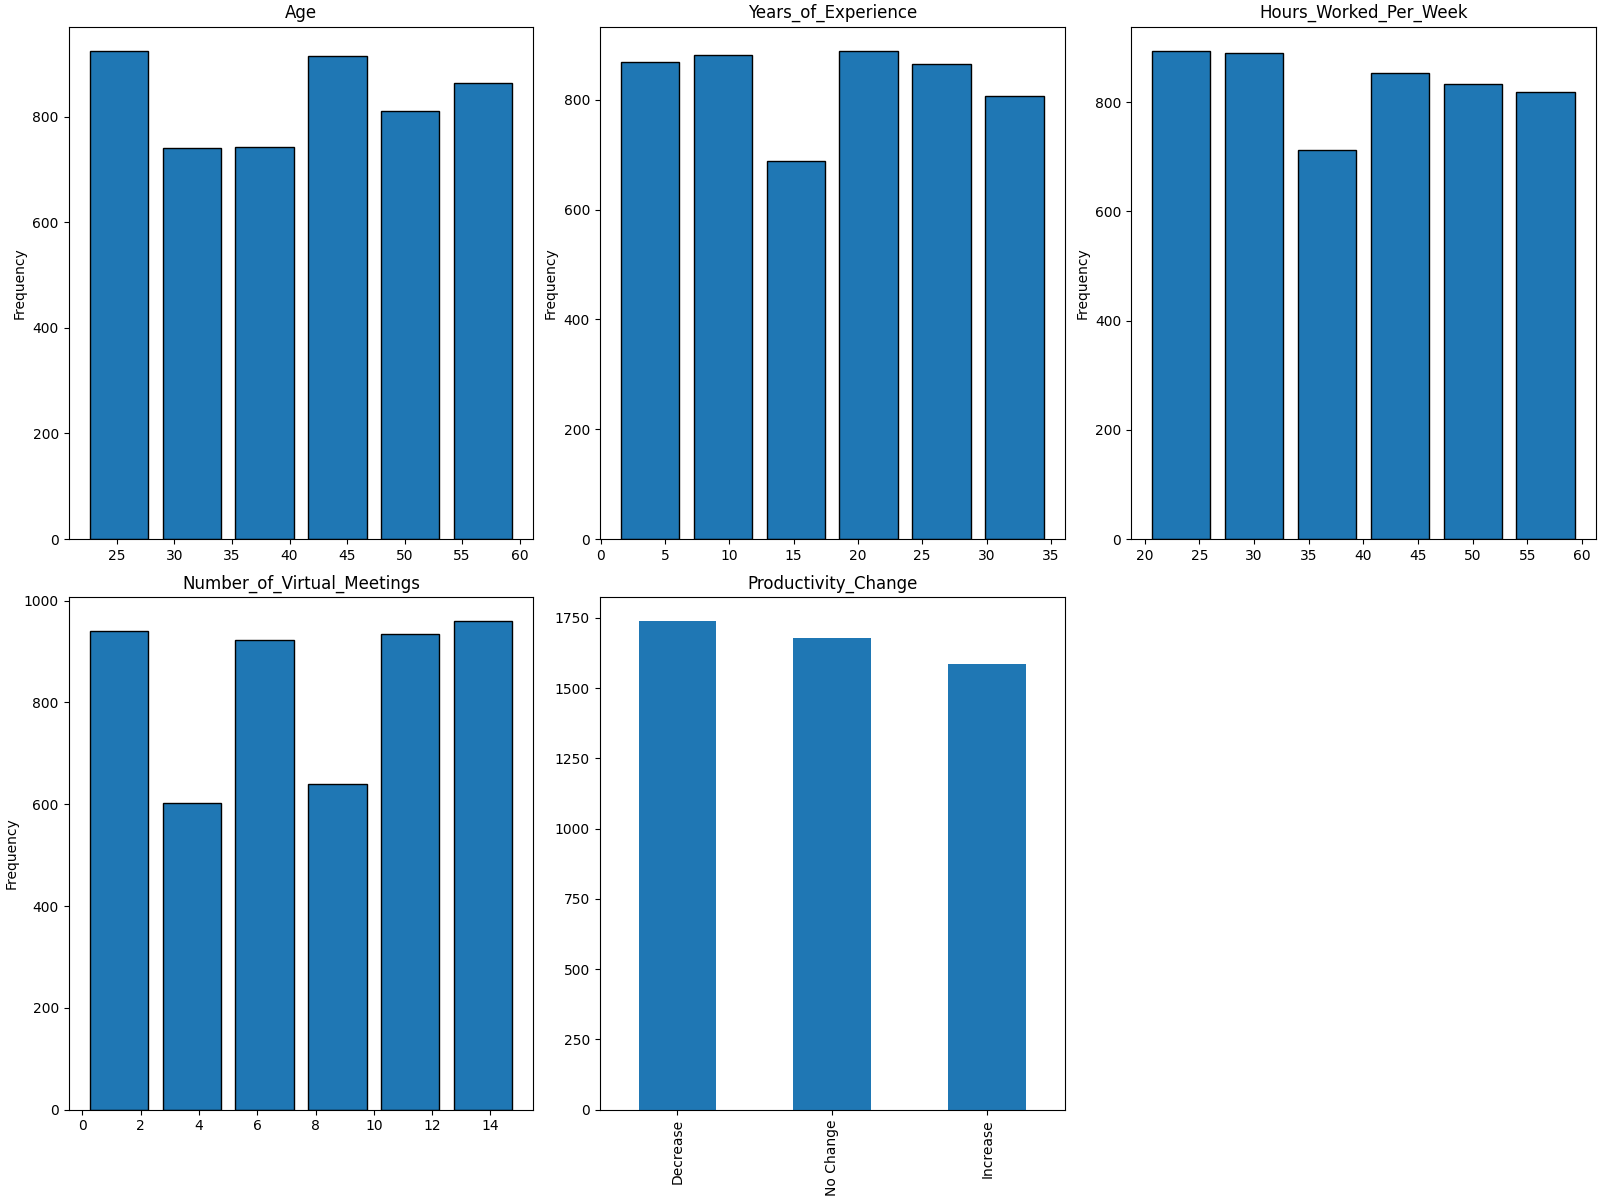 Age
Frequency
800
600
400
200
0
25 30 35 40 45 50 55 60
Years_of_Experience
Frequency
800
600
400
200
0
0 5 10 15 20 25 30 35
Hours_Worked_Per_Week
Frequency
800
600
400
200
0
20 25 30 35 40 45 50 55 60
Number_of_Virtual_Meetings
Frequency
1000
800
600
400
200
0
0 2 4 6 8 10 12 14
Productivity_Change
1750
1500
1250
1000
750
500
250
0
Decrease
No Change
Increase